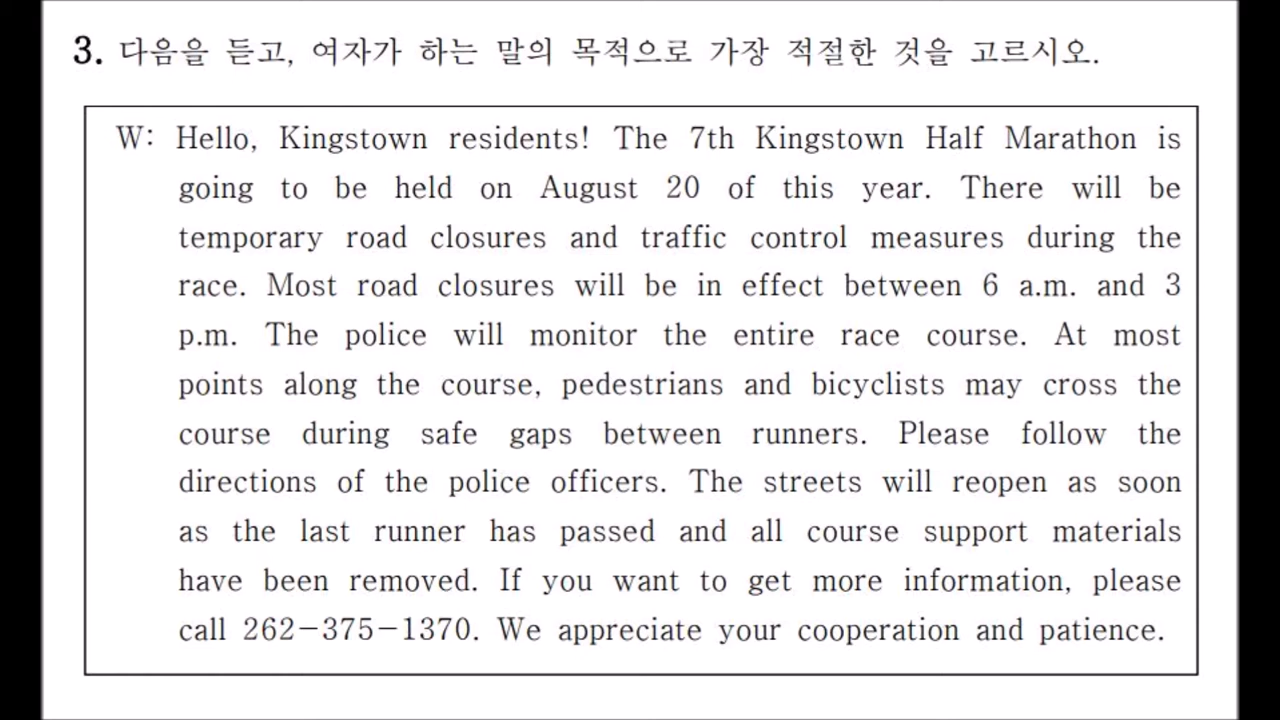 3. 다음을 듣고, 여자가 하는 말의 목적으로 가장 적절한 것을 고르시오.
W: Hello, Kingstown residents! The 7th Kingstown Half Marathon is
going to be held on August 20 of this year. There will be
temporary road closures and traffic control measures during the
race. Most road closures will be in effect between 6 a.m. and 3
p.m. The police will monitor the entire race course. At most
points along the course, pedestrians and bicyclists may cross the
course during safe gaps between runners. Please follow the
directions of the police officers. The streets will reopen as soon
as the last runner has passed and all course support materials
have been removed. If you want to get more information, please
call 262-375-1370. We appreciate your cooperation and patience.